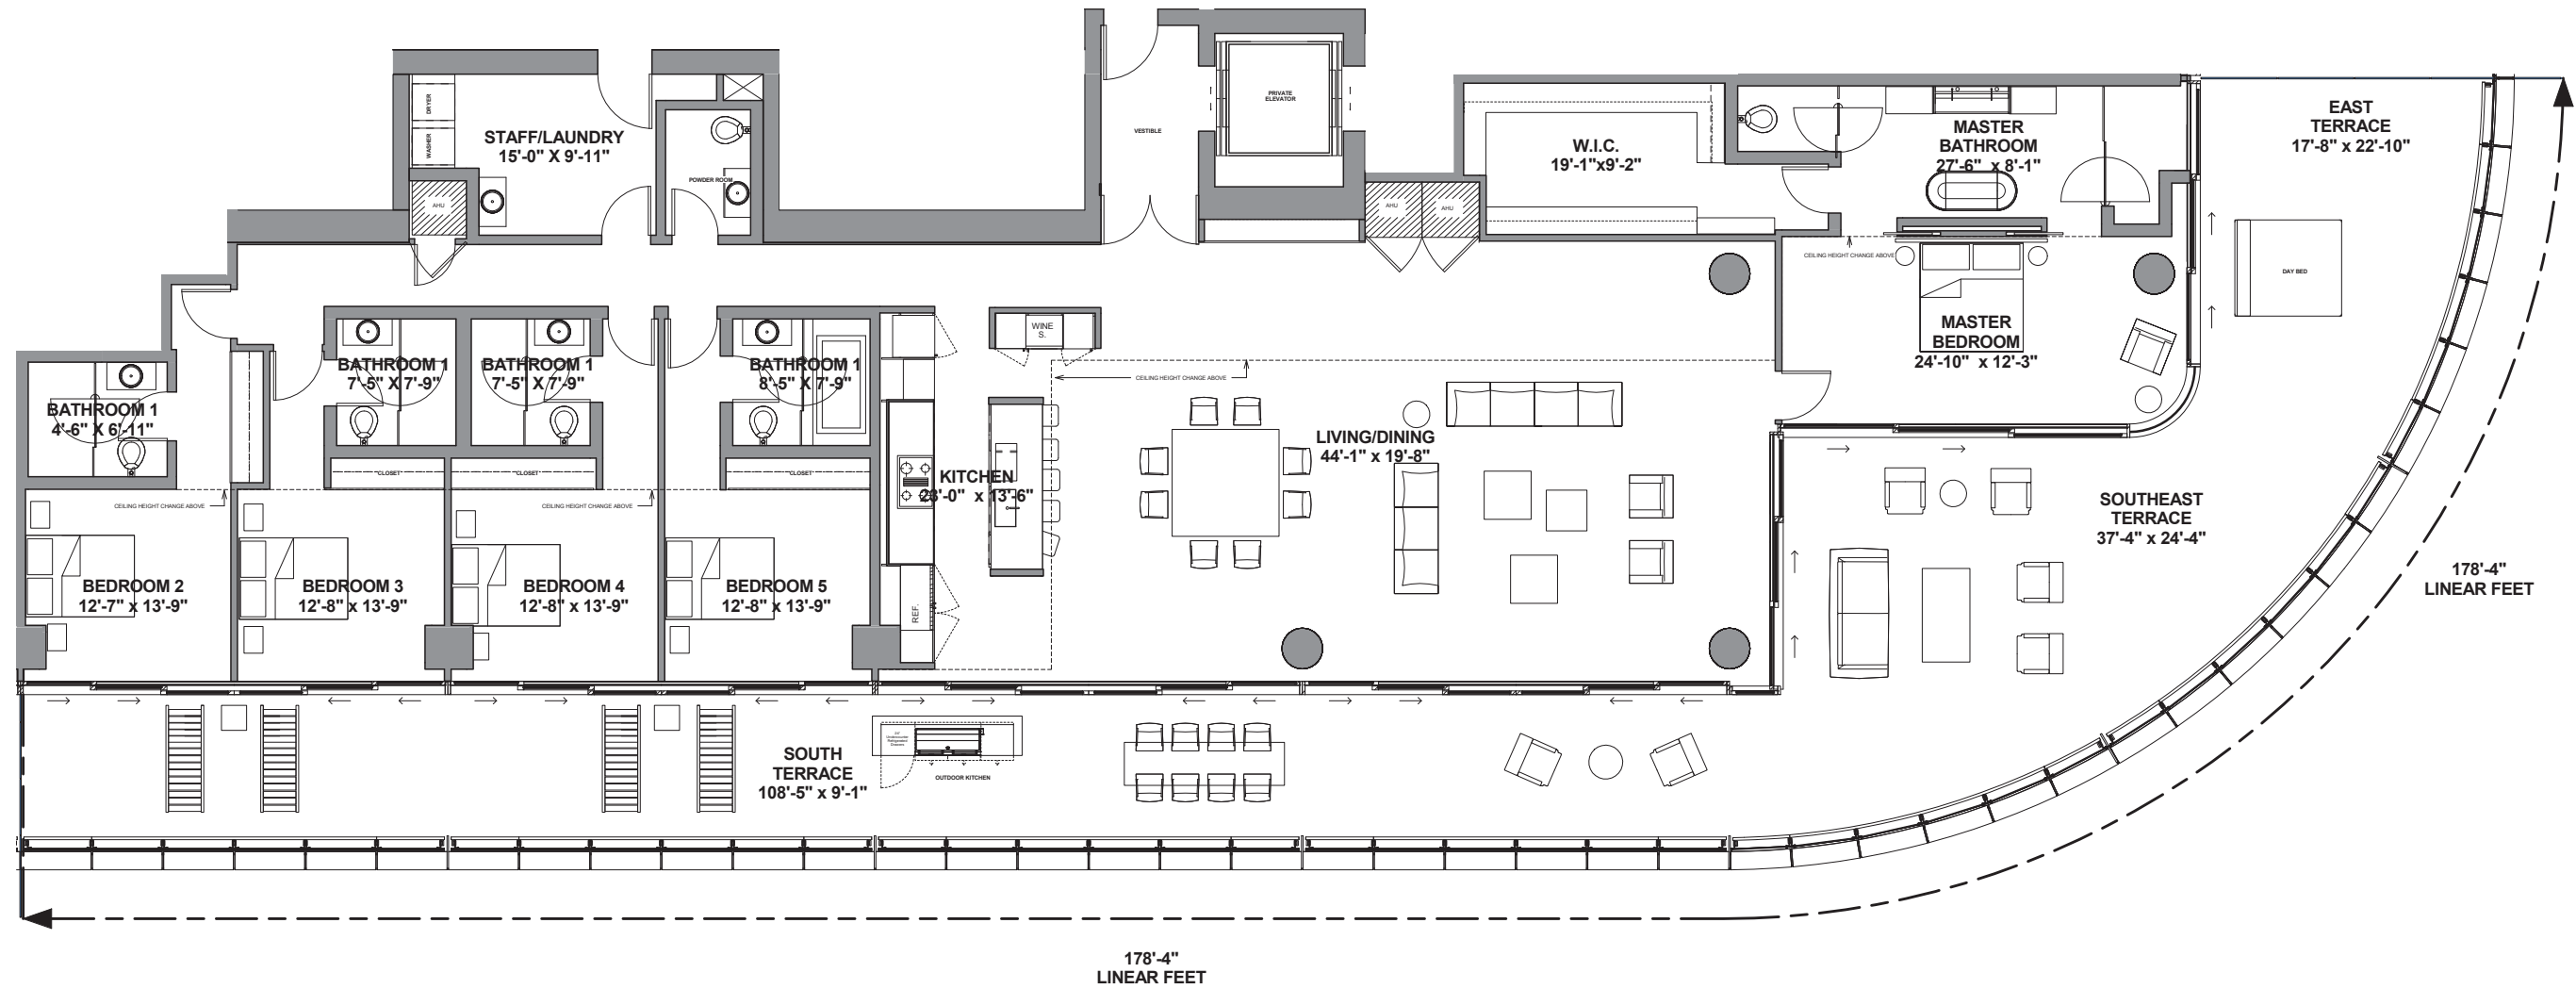 DRYER
WASHER
STAFF/LAUNDRY
15'-0" X 9'-11"
AHU
POWDER ROOM
VESTIBLE
PRIVATE
ELEVATOR
AHU
AHU
W.I.C.
19'-1"x9'-2"
MASTER
BATHROOM
27'-6" x 8'-1"
EAST
TERRACE
17'-8" x 22'-10"
DAY BED
CEILING HEIGHT CHANGE ABOVE
MASTER
BEDROOM
24'-10" x 12'-3"
BATHROOM 1
4'-6" X 6'-11"
BATHROOM 1
7'-5" X 7'-9"
BATHROOM 1
7'-5" X 7'-9"
BATHROOM 1
8'-5" X 7'-9"
WINE
S.
CEILING HEIGHT CHANGE ABOVE
CLOSET
CLOSET
CLOSET
CEILING HEIGHT CHANGE ABOVE
CEILING HEIGHT CHANGE ABOVE
KITCHEN
23'-0" x 13'-6"
REF.
LIVING/DINING
44'-1" x 19'-8"
SOUTHEAST
TERRACE
37'-4" x 24'-4"
BEDROOM 2
12'-7" x 13'-9"
BEDROOM 3
12'-8" x 13'-9"
BEDROOM 4
12'-8" x 13'-9"
BEDROOM 5
12'-8" x 13'-9"
178'-4"
LINEAR FEET
SOUTH
TERRACE
108'-5" x 9'-1"
OUTDOOR KITCHEN
178'-4"
LINEAR FEET